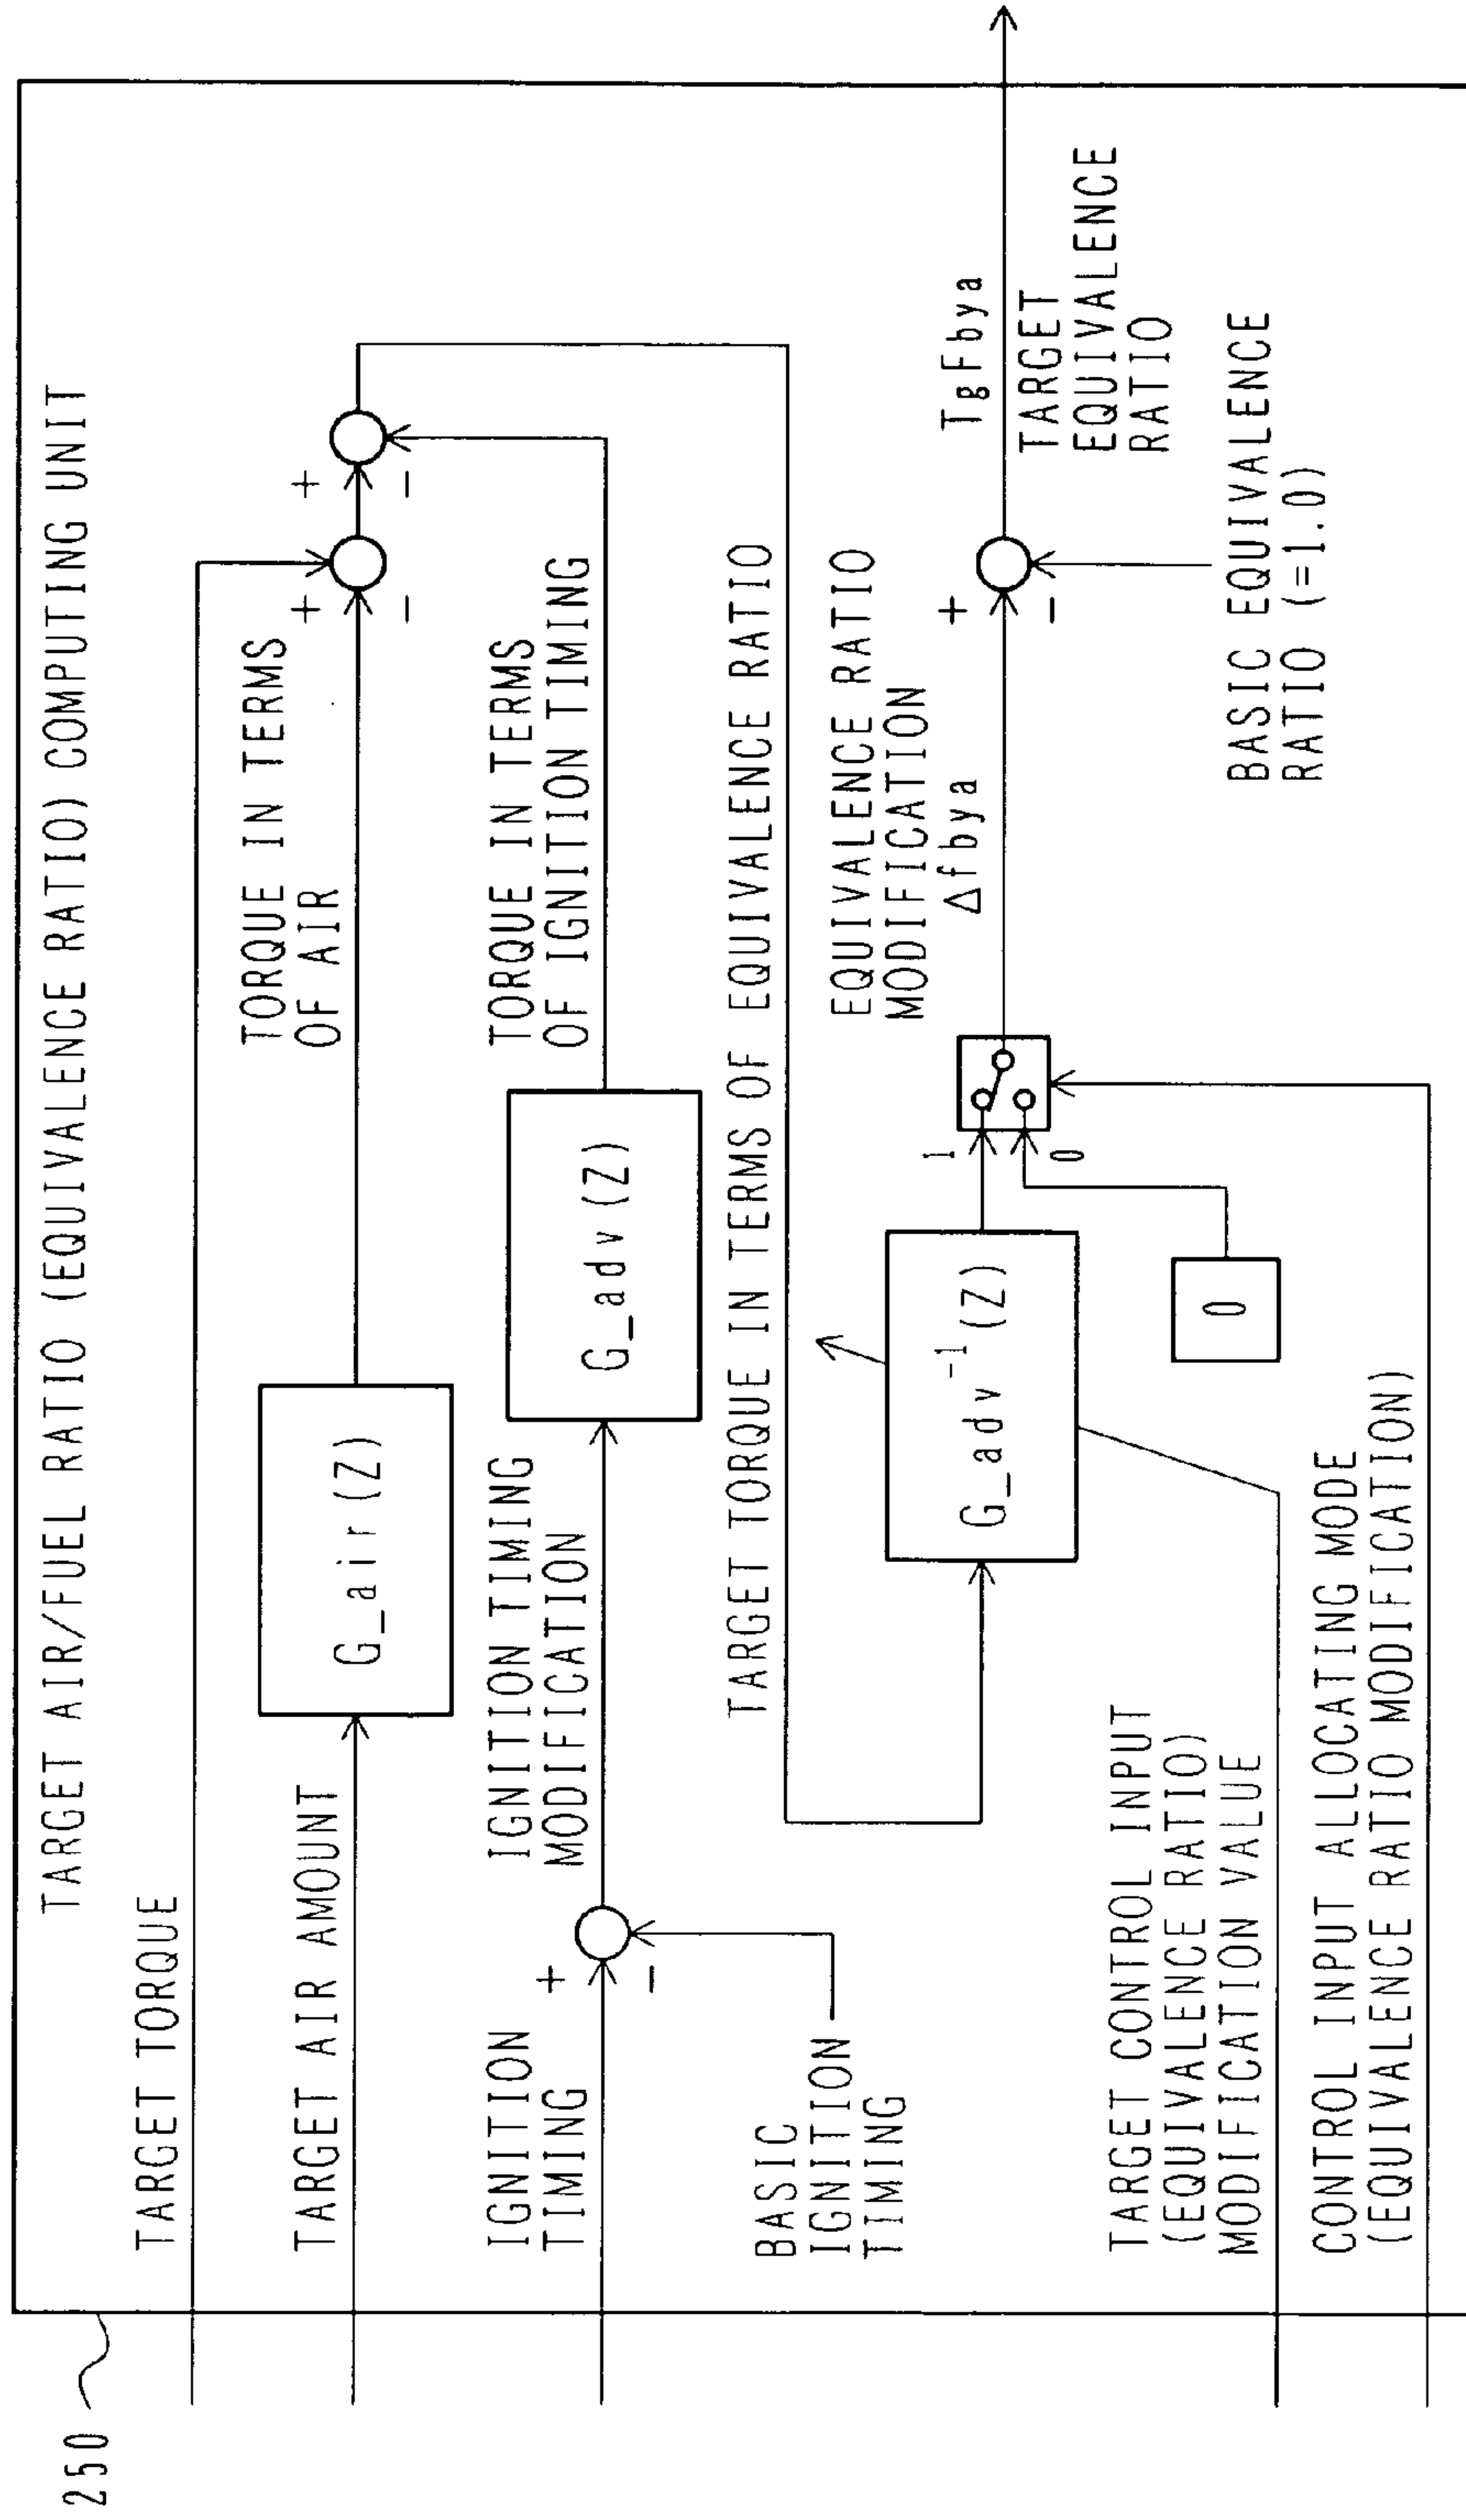 250
TARGET AIR/FUEL RATIO (EQUIVALENCE RATIO) COMPUTING UNIT
TARGET TORQUE
TARGET AIR AMOUNT
G_air(Z)
TORQUE IN TERMS
OF AIR
+
-
+
-
IGNITION
TIMING
+
-
BASIC
IGNITION
TIMING
IGNITION TIMING
MODIFICATION
G_adv(Z)
TORQUE IN TERMS
OF IGNITION TIMING
TARGET TORQUE IN TERMS OF EQUIVALENCE RATIO
G_adv⁻¹(Z)
1
0
0
EQUIVALENCE RATIO
MODIFICATION
Δfbya
+
-
TgFbya
TARGET
EQUIVALENCE
RATIO
BASIC EQUIVALENCE
RATIO (=1.0)
TARGET CONTROL INPUT
(EQUIVALENCE RATIO)
MODIFICATION VALUE
CONTROL INPUT ALLOCATING MODE
(EQUIVALENCE RATIO MODIFICATION)